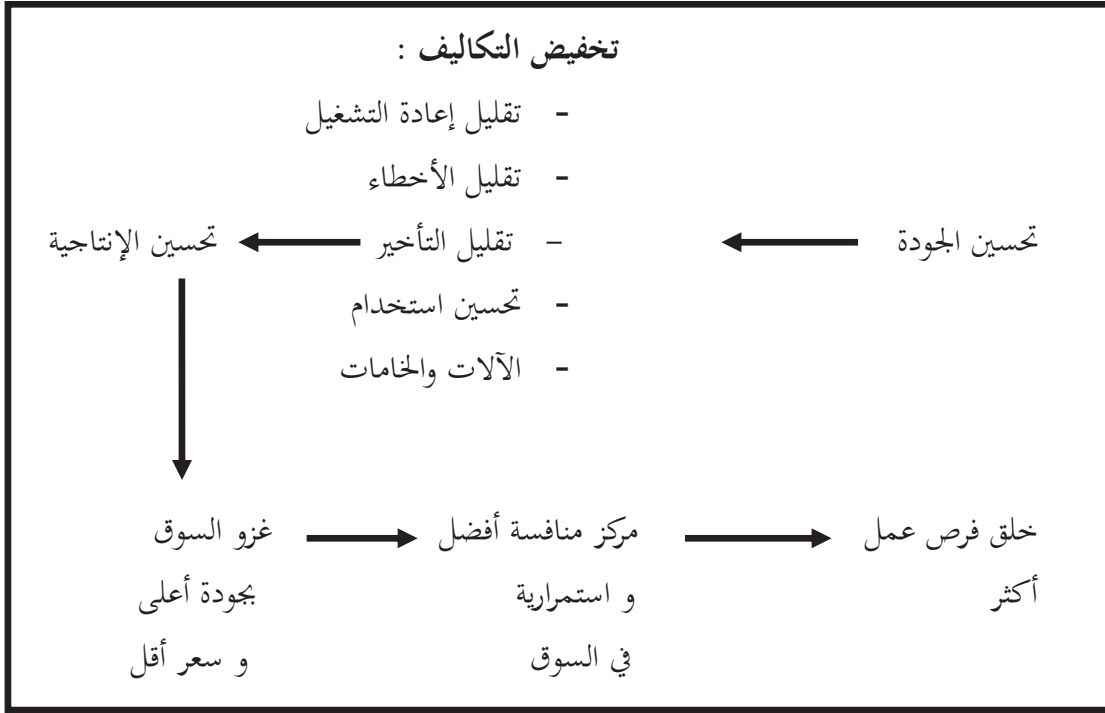 تخفيض التكاليف :
- تقليل إعادة التشغيل
- تقليل الأخطاء
تحسين الجودة
- تقليل التأخير
تحسين الإنتاجية
- تحسين استخدام
- الآلات والخامات
خلق فرص عمل
أكثر
مركز منافسة أفضل
و استمرارية
في السوق
غزو السوق
بجودة أعلى
و سعر أقل